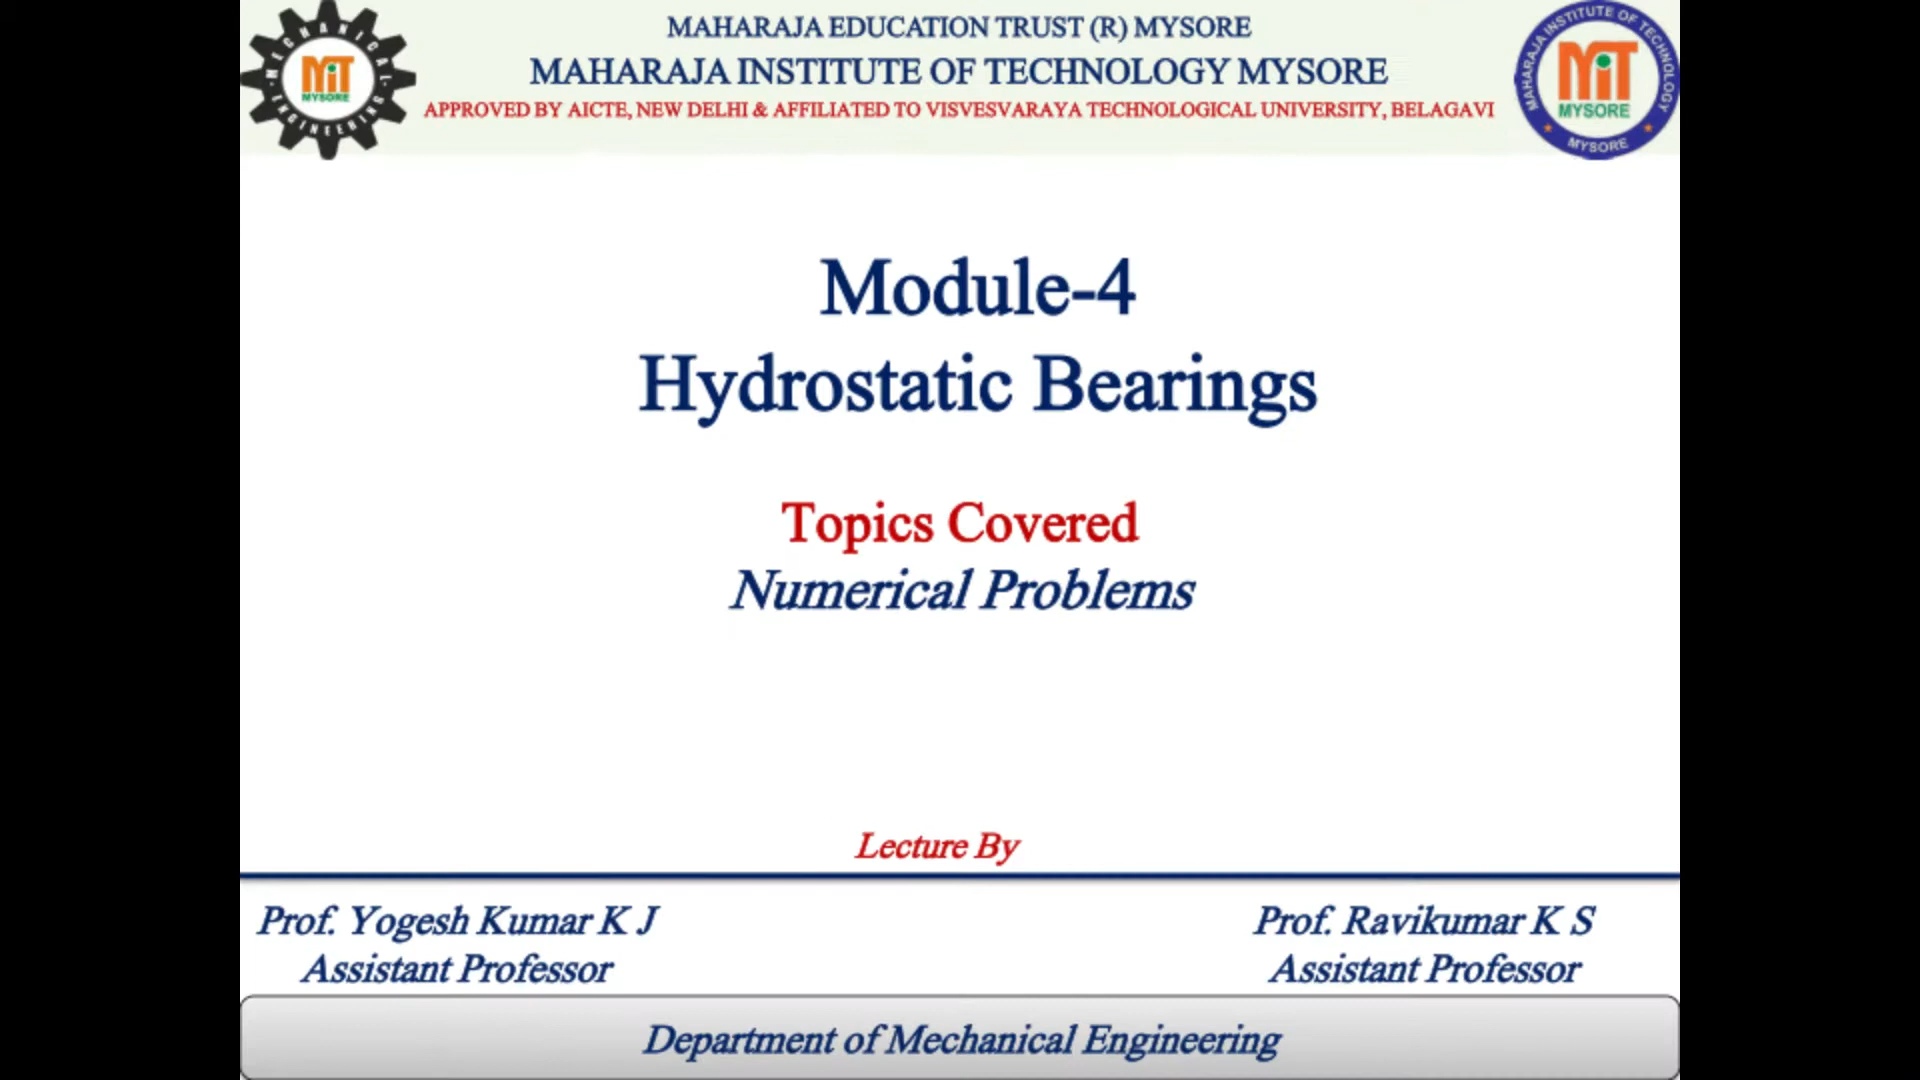 MECHANICAL
MiT
MYSORE
ENGINEERING
MAHARAJA EDUCATION TRUST (R) MYSORE
MAHARAJA INSTITUTE OF TECHNOLOGY MYSORE
APPROVED BY AICTE, NEW DELHI & AFFILIATED TO VISVESVARAYA TECHNOLOGICAL UNIVERSITY, BELAGAVI
MAHARAJA INSTITUTE OF TECHNOLOGY
MiT
MYSORE
MYSORE
Module-4
Hydrostatic Bearings
Topics Covered
Numerical Problems
Lecture By
Prof. Yogesh Kumar K J
Assistant Professor
Prof. Ravikumar K S
Assistant Professor
Department of Mechanical Engineering